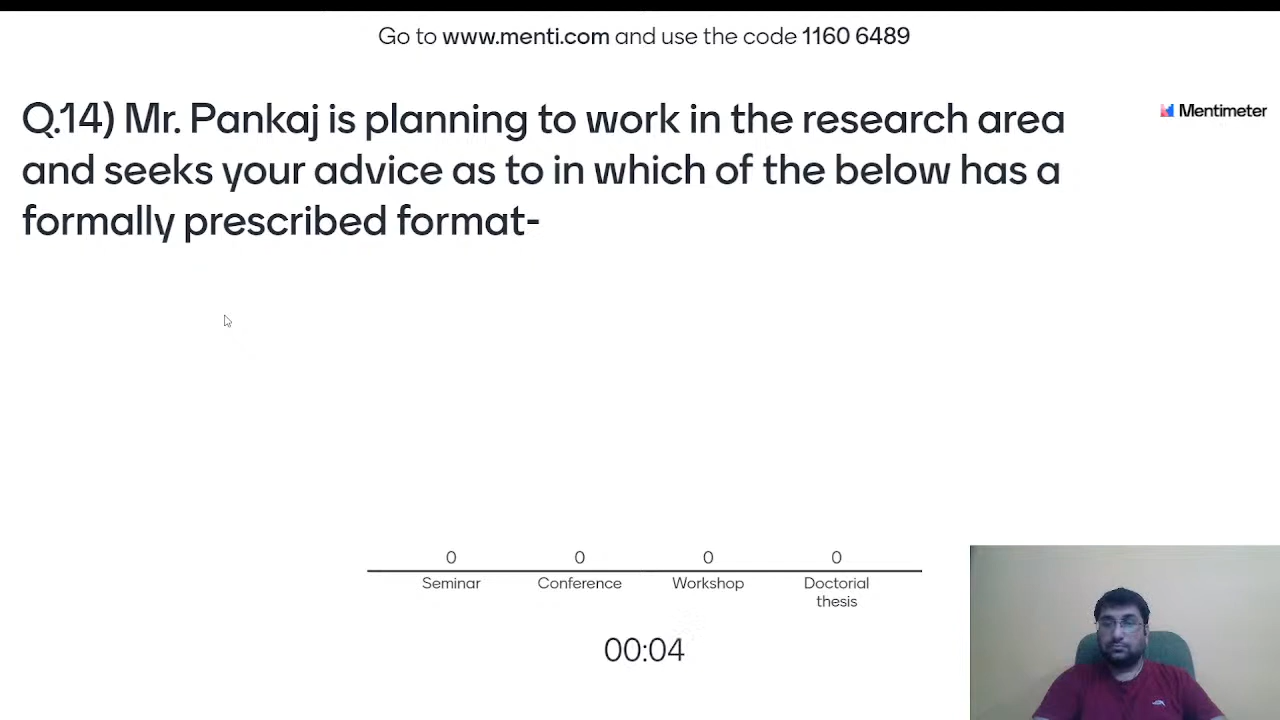 Go to www.menti.com and use the code 1160 6489
Q.14) Mr. Pankaj is planning to work in the research area
and seeks your advice as to in which of the below has a
formally prescribed format-
Mentimeter
0 0 0 0
Seminar Conference Workshop Doctorial
thesis
00:04